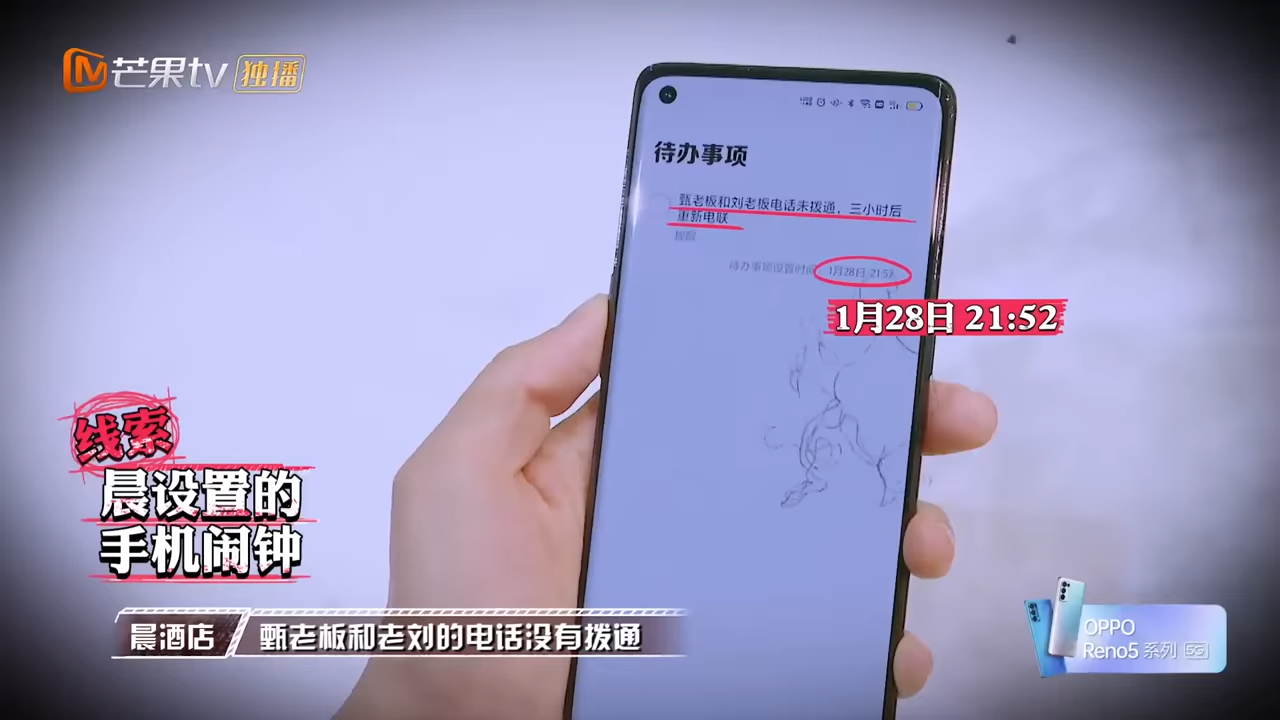 芒果tv 独播
待办事项
甄老板和刘老板电话未拨通，三小时后
重新电联
提醒
待办事项设置时间 1月28日 21:52
1月28日 21:52
线索
晨设置的
手机闹钟
晨酒店
甄老板和老刘的电话没有拨通
OPPO
Reno5 系列 5G